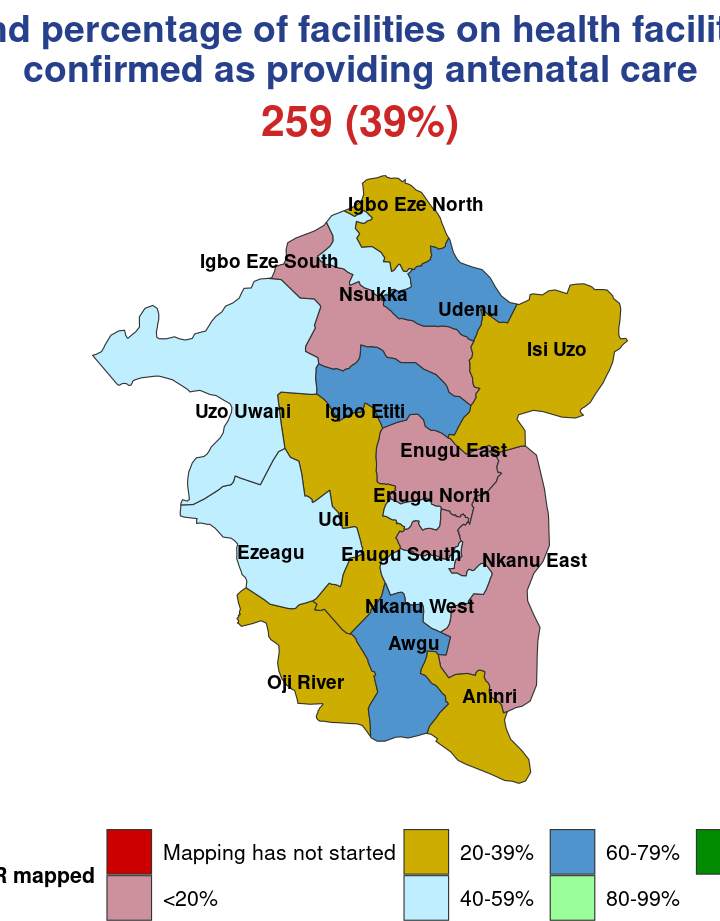 percentage of facilities on health
confirmed as providing antenatal care
259 (39%)
Igbo Eze North
Igbo Eze South
Nsukka
Udenu
Isi Uzo
Uzo Uwani
Igbo Etiti
Enugu East
Enugu North
Udi
Ezeagu
Enugu South
Nkanu East
Nkanu West
Awgu
Oji River
Aninri
mapped
Mapping has not started
20-39%
60-79%
<20%
40-59%
80-99%